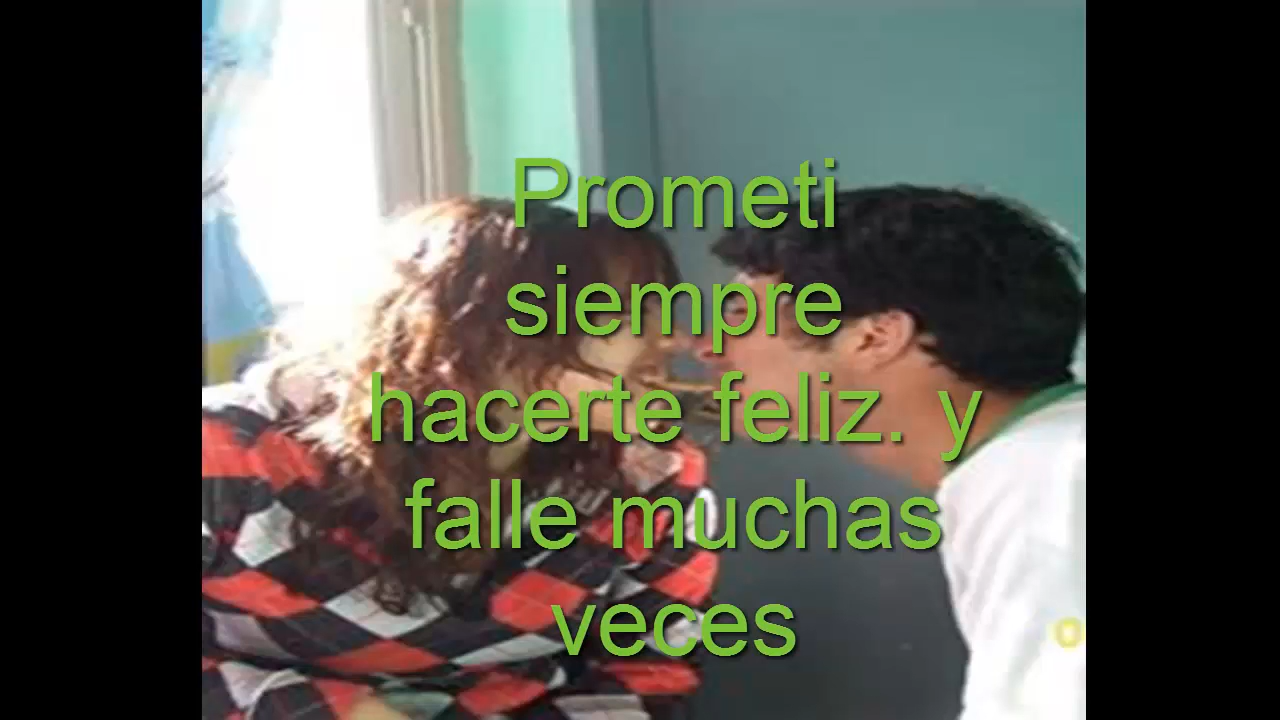 Prometi
siempre
hacerte feliz. y
falle muchas
veces